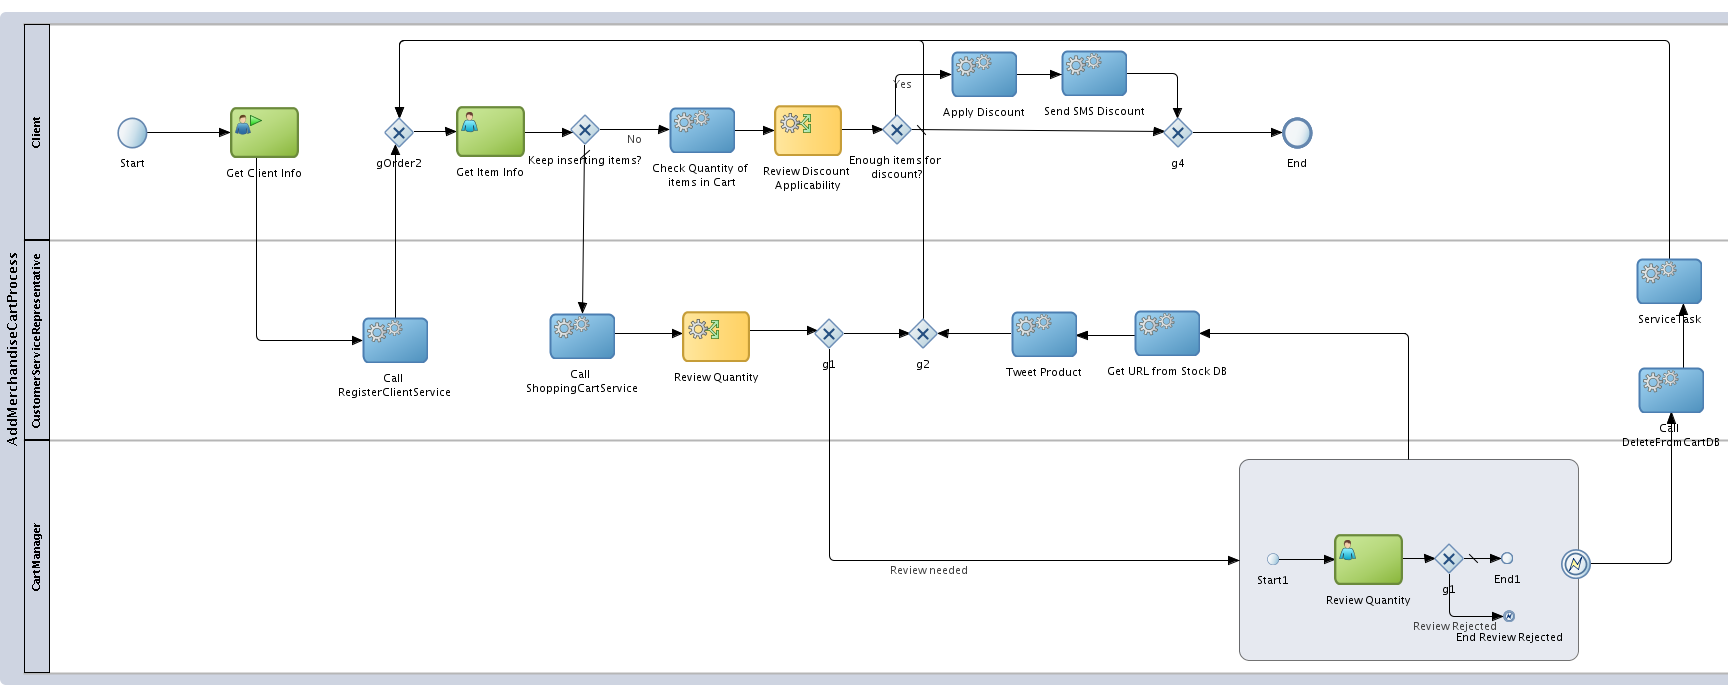 AddMerchandiseCartProcess
Client
Start
Get Client Info
gOrder2
Get Item Info
Keep inserting items?
No
Check Quantity of
items in Cart
Review Discount
Applicability
Enough items for
discount?
Yes
Apply Discount
Send SMS Discount
g4
End
CustomerServiceRepresentative
Call
RegisterClientService
Call
ShoppingCartService
Review Quantity
g1
g2
Tweet Product
Get URL from Stock DB
ServiceTask
Call
DeleteFromCartDB
CartManager
Review needed
Start1
Review Quantity
g1
End1
Review Rejected
End Review Rejected